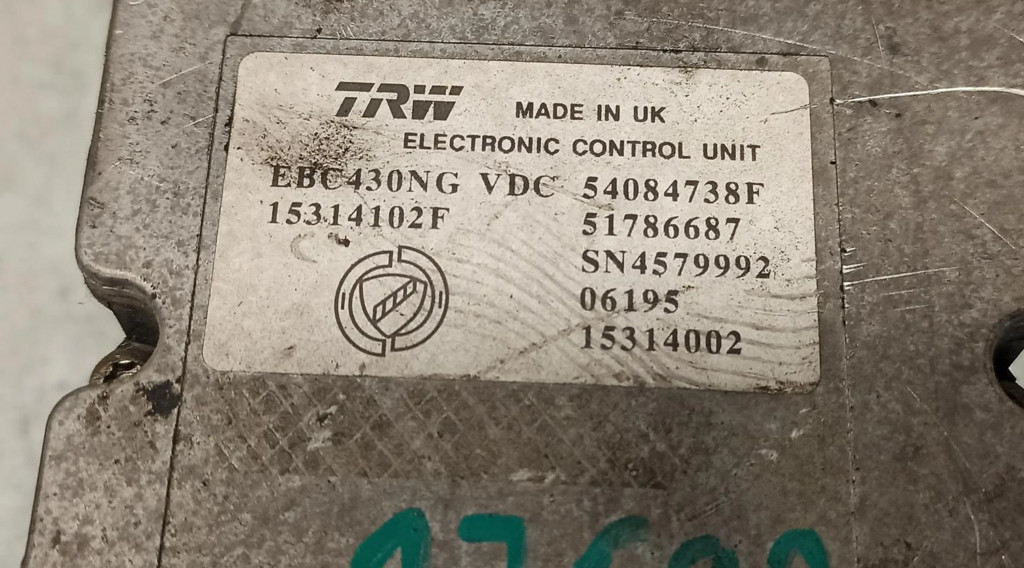 TRW MADE IN UK
ELECTRONIC CONTROL UNIT
EBC430NG VDC 54084738F
15314102F 51786687
SN4579992
06195
15314002